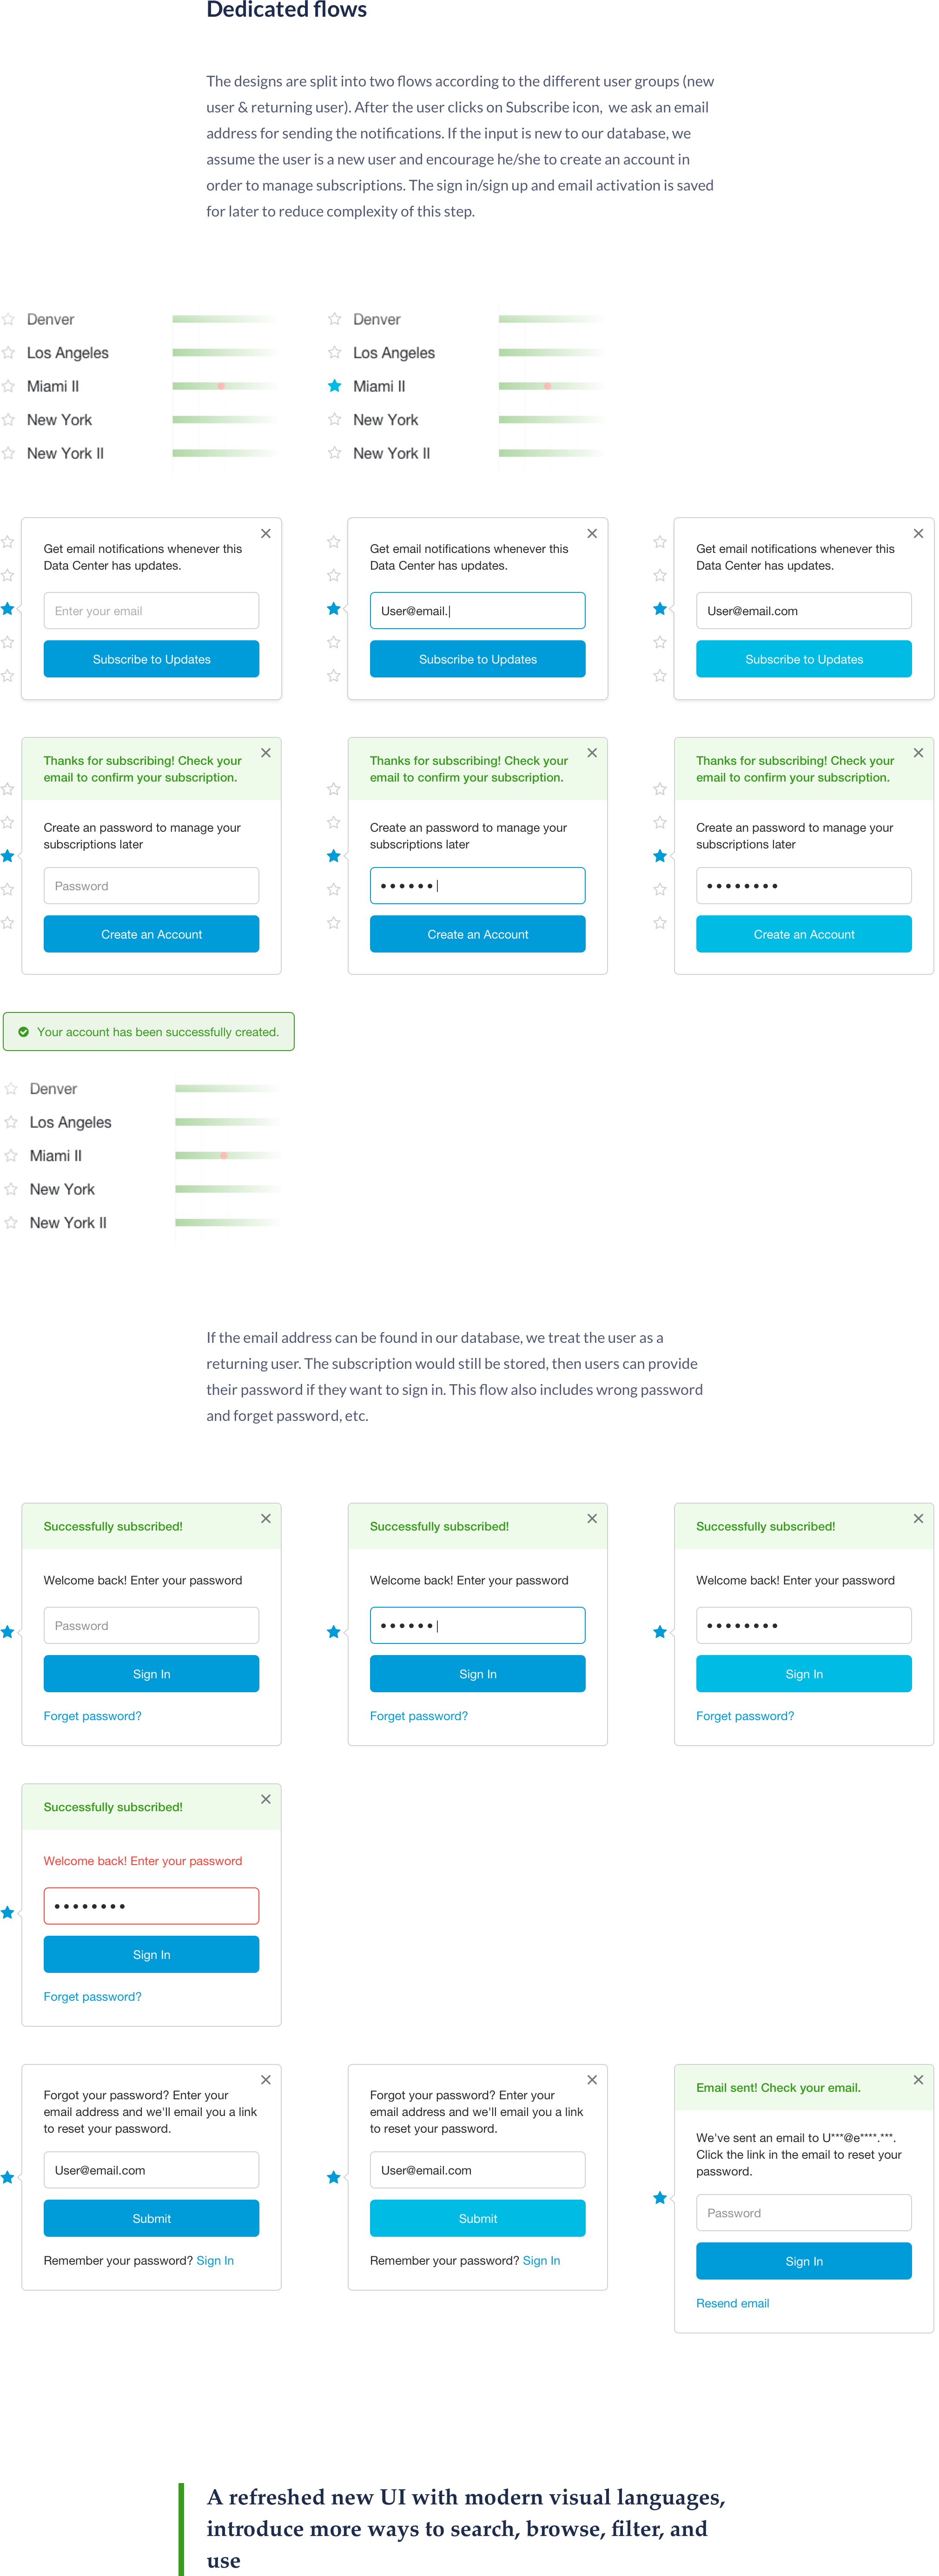 Dedicated flows
The designs are split into two flows according to the different user groups (new
user & returning user). After the user clicks on Subscribe icon, we ask an email
address for sending the notifications. If the input is new to our database, we
assume the user is a new user and encourage he/she to create an account in
order to manage subscriptions. The sign in/sign up and email activation is saved
for later to reduce complexity of this step.
Denver
Los Angeles
Miami II
New York
New York II
Denver
Los Angeles
Miami II
New York
New York II
Get email notifications whenever this
Data Center has updates.
Enter your email
Subscribe to Updates
Get email notifications whenever this
Data Center has updates.
User@email.
Subscribe to Updates
Get email notifications whenever this
Data Center has updates.
User@email.com
Subscribe to Updates
Thanks for subscribing! Check your
email to confirm your subscription.
Create an password to manage your
subscriptions later
Password
Create an Account
Thanks for subscribing! Check your
email to confirm your subscription.
Create an password to manage your
subscriptions later
Create an Account
Thanks for subscribing! Check your
email to confirm your subscription.
Create an password to manage your
subscriptions later
Create an Account
Your account has been successfully created.
Denver
Los Angeles
Miami II
New York
New York II
If the email address can be found in our database, we treat the user as a
returning user. The subscription would still be stored, then users can provide
their password if they want to sign in. This flow also includes wrong password
and forget password, etc.
Successfully subscribed!
Welcome back! Enter your password
Password
Sign In
Forget password?
Successfully subscribed!
Welcome back! Enter your password
Sign In
Forget password?
Successfully subscribed!
Welcome back! Enter your password
Sign In
Forget password?
Successfully subscribed!
Welcome back! Enter your password
Sign In
Forget password?
Forgot your password? Enter your
email address and we'll email you a link
to reset your password.
User@email.com
Submit
Remember your password? Sign In
Forgot your password? Enter your
email address and we'll email you a link
to reset your password.
User@email.com
Submit
Remember your password? Sign In
Email sent! Check your email.
We've sent an email to U***@e****.***.
Click the link in the email to reset your
password.
Password
Sign In
Resend email
A refreshed new UI with modern visual languages,
introduce more ways to search, browse, filter, and
use